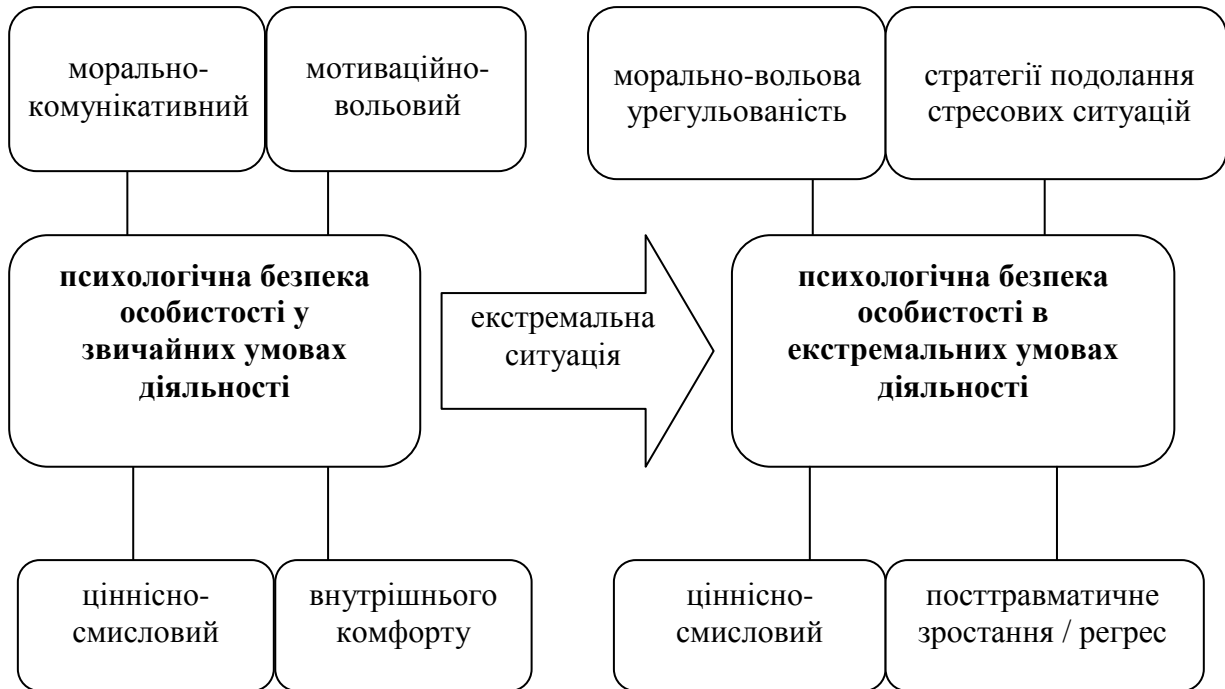 морально-
комунікативний
мотиваційно-
вольовий
морально-вольова
урегульованість
стратегії подолання
стресових ситуацій
психологічна безпека
особистості у
звичайних умовах
діяльності
екстремальна
ситуація
психологічна безпека
особистості в
екстремальних умовах
діяльності
ціннісно-
смисловий
внутрішнього
комфорту
ціннісно-
смисловий
посттравматичне
зростання / регрес